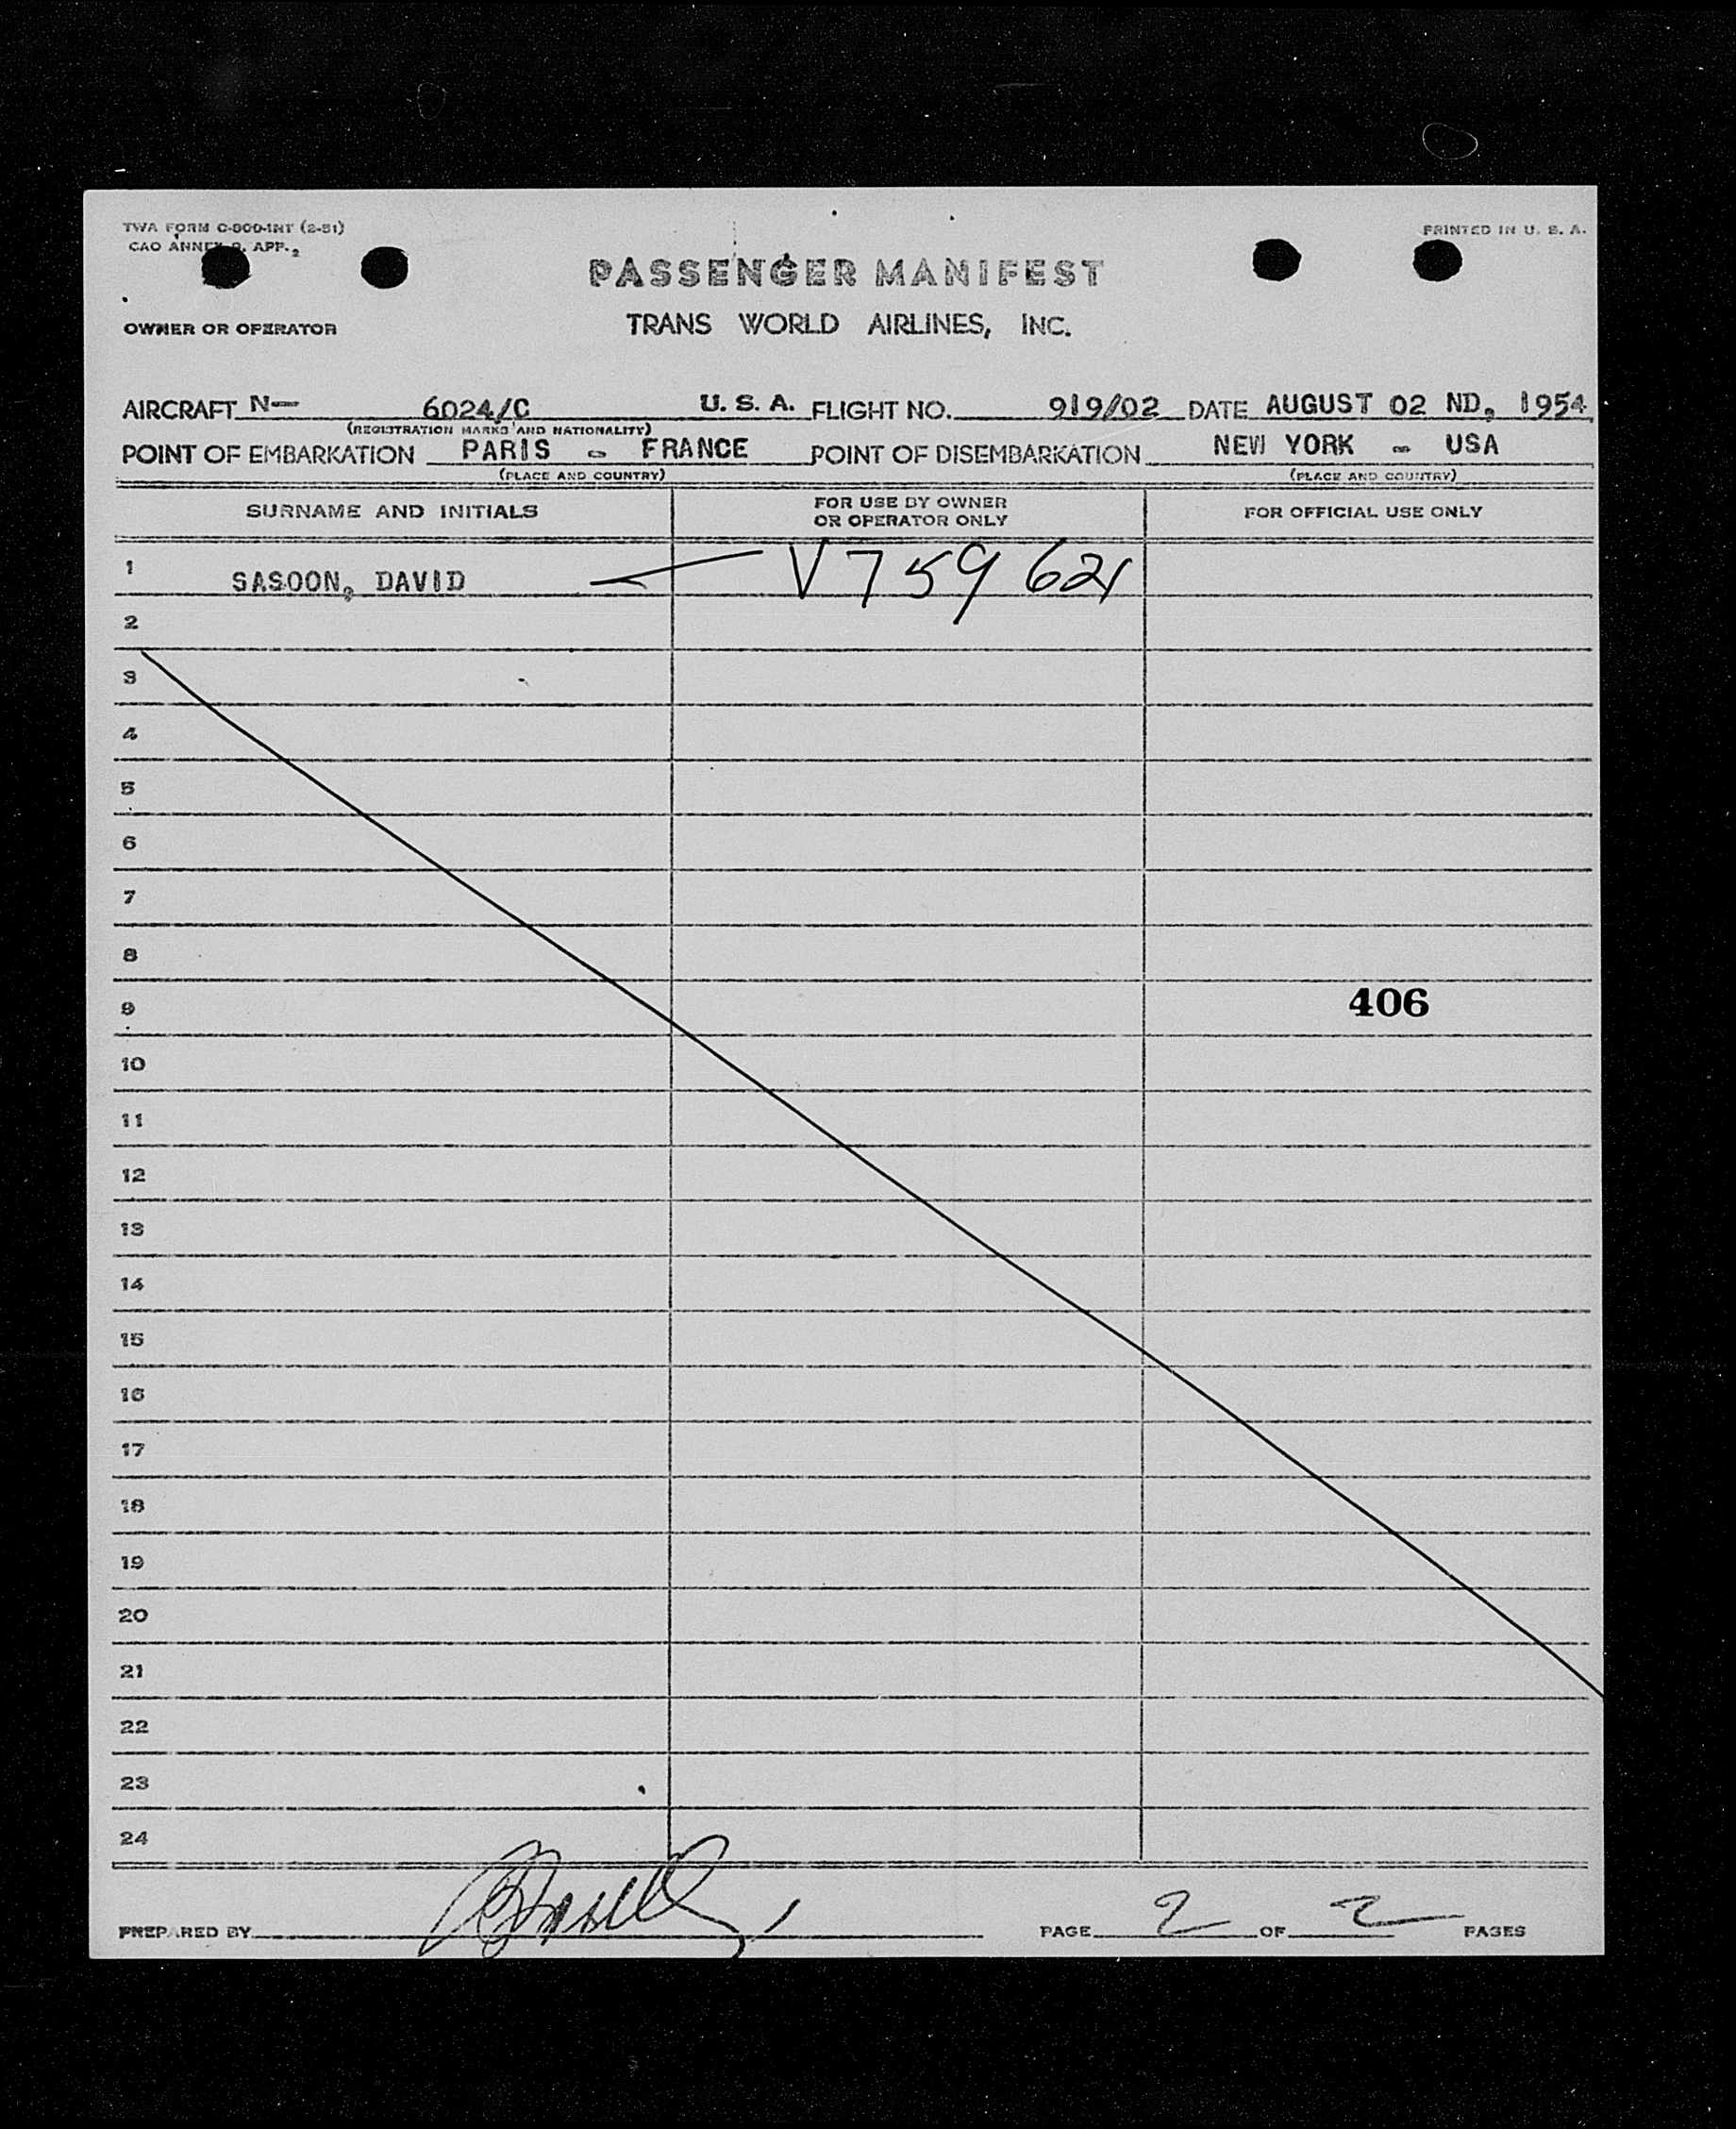 TWA FORM C-900-INT (2-51)
PRINTED IN U. S. A.
CAO ANNEX 9. APP. 2
PASSENGER MANIFEST
OWNER OR OPERATOR TRANS WORLD AIRLINES, INC.
AIRCRAFT N— 6024/C U. S. A. FLIGHT NO. 919/02 DATE AUGUST 02 ND, 1954
(REGISTRATION MARKS AND NATIONALITY)
POINT OF EMBARKATION PARIS - FRANCE POINT OF DISEMBARKATION NEW YORK - USA
(PLACE AND COUNTRY) (PLACE AND COUNTRY)
SURNAME AND INITIALS FOR USE BY OWNER OR OPERATOR ONLY FOR OFFICIAL USE ONLY
1 SASOON, DAVID V759621
2
3
4
5
6
7
8
9 406
10
11
12
13
14
15
16
17
18
19
20
21
22
23
24
PREPARED BY PAGE 2 OF 2 PAGES